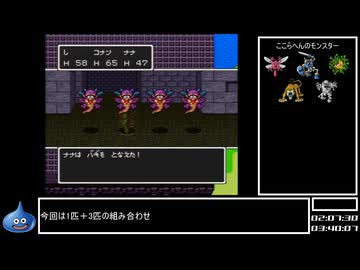 し コナン ナナ
H 58 H 65 H 47
ナナは バギを となえた!
ここらへんのモンスター
今回は1匹+3匹の組み合わせ
02:07:30
03:40:07